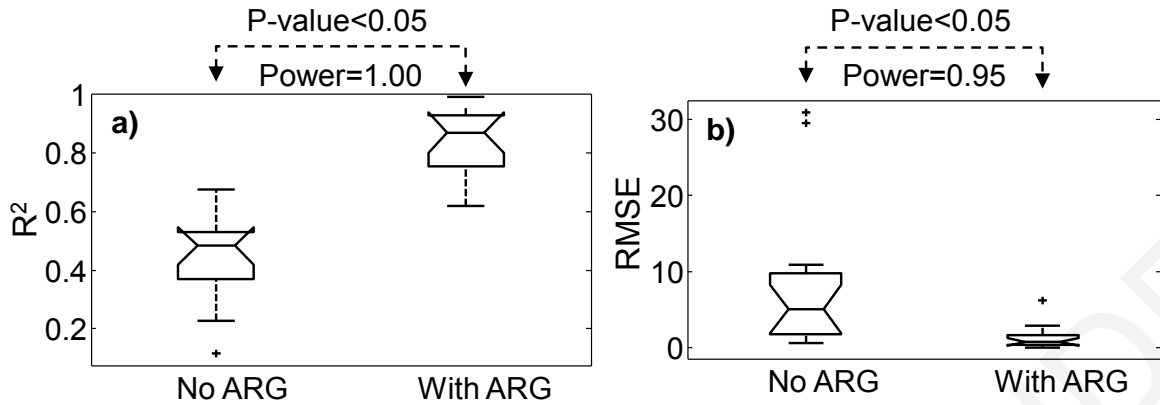 P-value<0.05
Power=1.00
a)
R²
1
0.8
0.6
0.4
0.2
No ARG
With ARG
P-value<0.05
Power=0.95
b)
RMSE
30
20
10
0
No ARG
With ARG